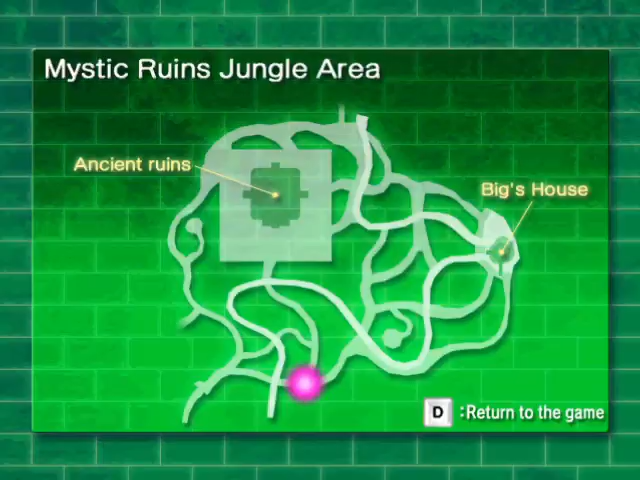 Mystic Ruins Jungle Area
Ancient ruins
Big's House
D :Return to the game